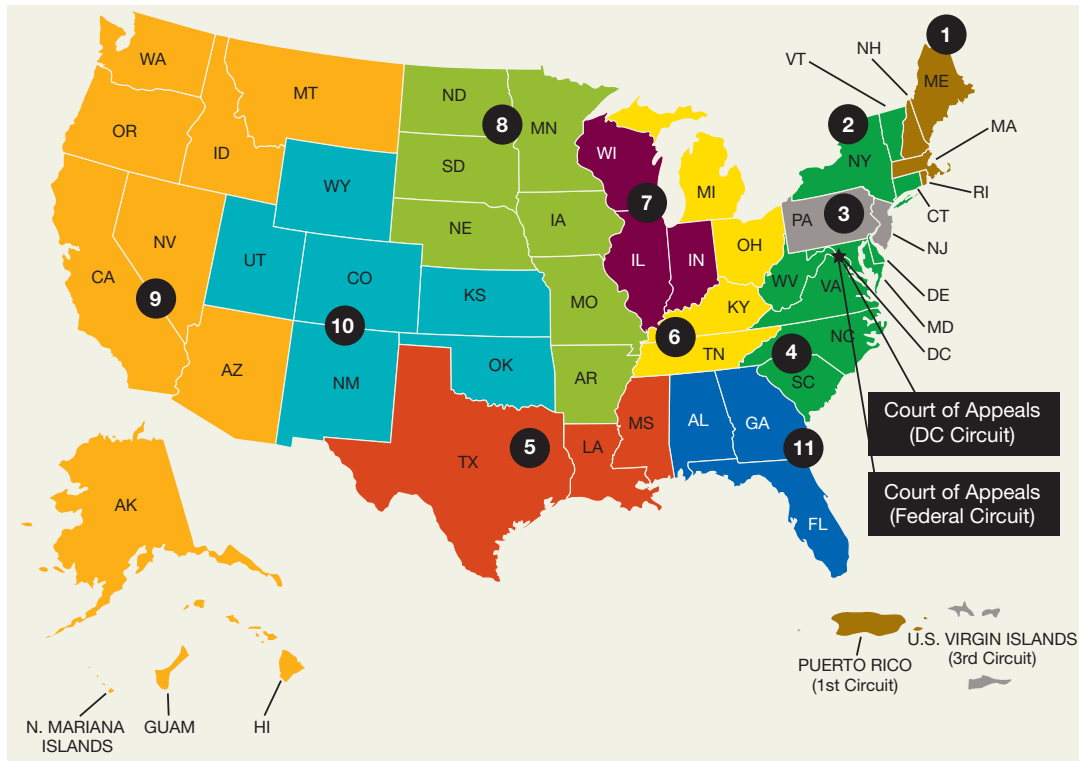 1
VT
NH
ME
WA
MT
ND
8
MN
2
MA
OR
ID
SD
WI
NY
RI
WY
7
MI
PA
3
CT
NV
NE
IA
NJ
UT
CO
IL
IN
OH
CA
9
KS
MO
WV
VA
DE
10
6
KY
MD
NC
DC
AZ
NM
OK
AR
TN
4
SC
MS
AL
GA
Court of Appeals
(DC Circuit)
TX
5
LA
11
Court of Appeals
(Federal Circuit)
AK
FL
U.S. VIRGIN ISLANDS
(3rd Circuit)
PUERTO RICO
(1st Circuit)
N. MARIANA
ISLANDS
GUAM
HI